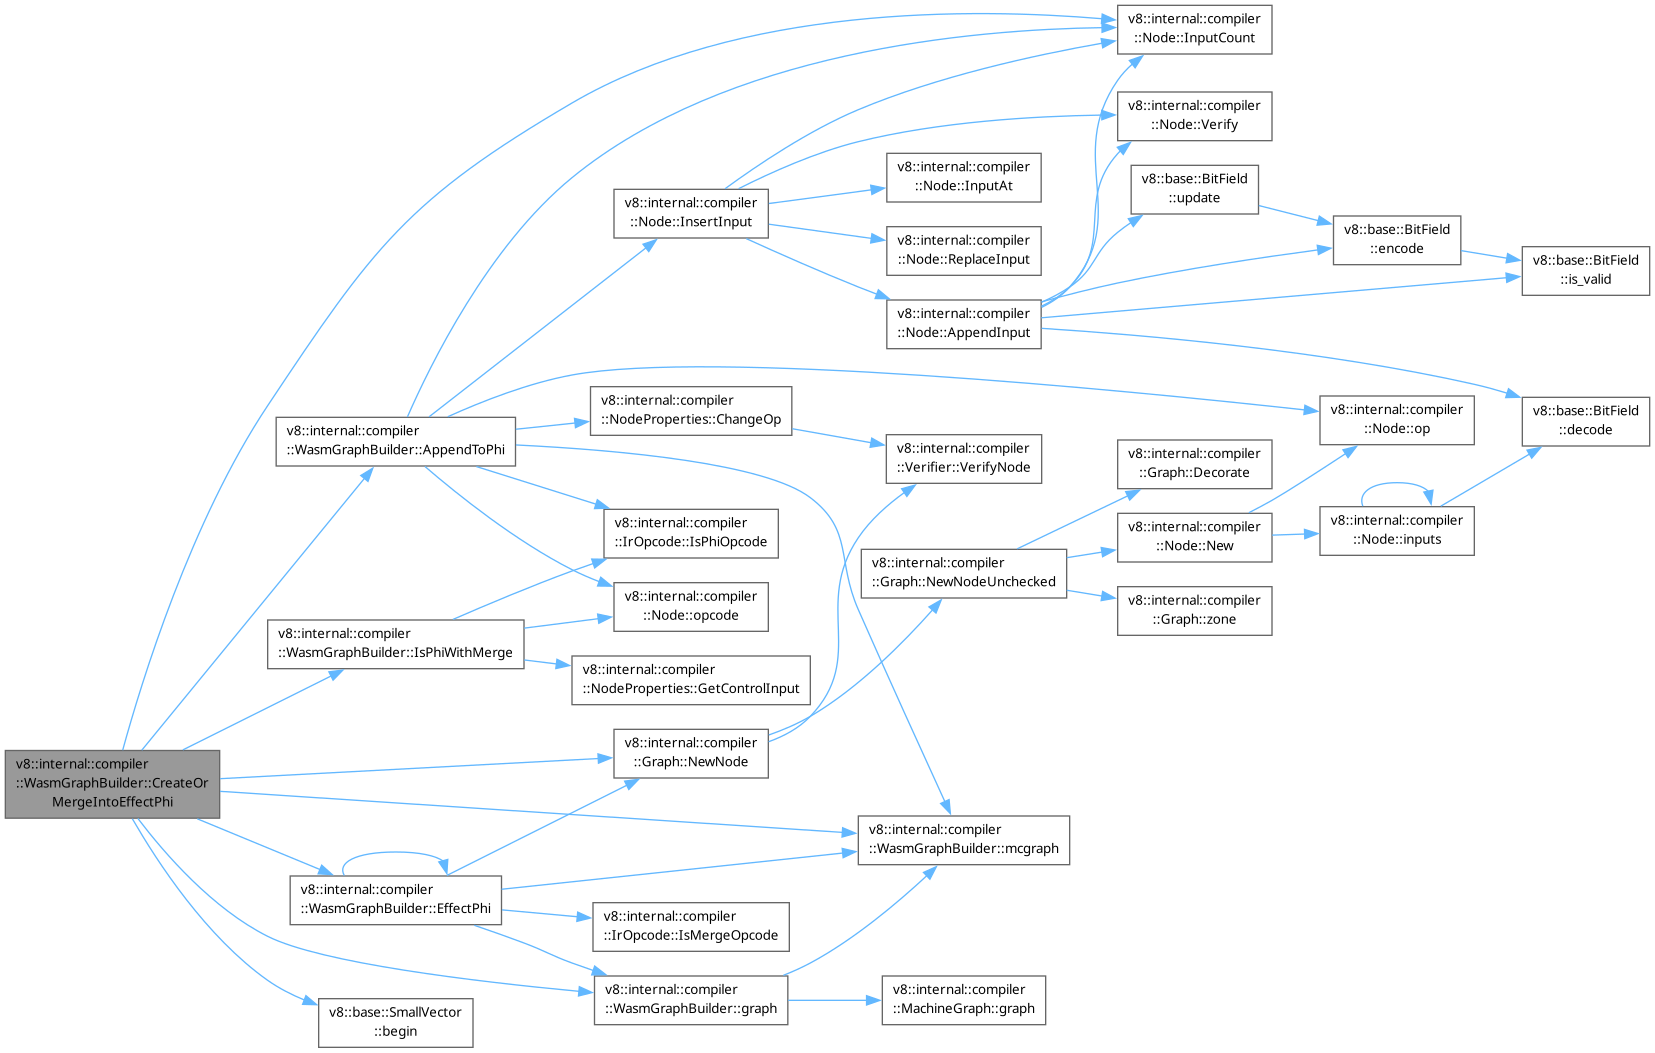 v8::internal::compiler
::WasmGraphBuilder::CreateOr
MergeIntoEffectPhi
v8::internal::compiler
::WasmGraphBuilder::AppendToPhi
v8::internal::compiler
::WasmGraphBuilder::IsPhiWithMerge
v8::internal::compiler
::WasmGraphBuilder::EffectPhi
v8::base::SmallVector
::begin
v8::internal::compiler
::Node::InsertInput
v8::internal::compiler
::NodeProperties::ChangeOp
v8::internal::compiler
::IrOpcode::IsPhiOpcode
v8::internal::compiler
::Node::opcode
v8::internal::compiler
::NodeProperties::GetControlInput
v8::internal::compiler
::Graph::NewNode
v8::internal::compiler
::IrOpcode::IsMergeOpcode
v8::internal::compiler
::WasmGraphBuilder::graph
v8::internal::compiler
::Node::InputAt
v8::internal::compiler
::Node::ReplaceInput
v8::internal::compiler
::Node::AppendInput
v8::internal::compiler
::Verifier::VerifyNode
v8::internal::compiler
::Graph::NewNodeUnchecked
v8::internal::compiler
::WasmGraphBuilder::mcgraph
v8::internal::compiler
::MachineGraph::graph
v8::internal::compiler
::Node::InputCount
v8::internal::compiler
::Node::Verify
v8::base::BitField
::update
v8::internal::compiler
::Graph::Decorate
v8::internal::compiler
::Node::New
v8::internal::compiler
::Graph::zone
v8::base::BitField
::encode
v8::internal::compiler
::Node::op
v8::internal::compiler
::Node::inputs
v8::base::BitField
::is_valid
v8::base::BitField
::decode